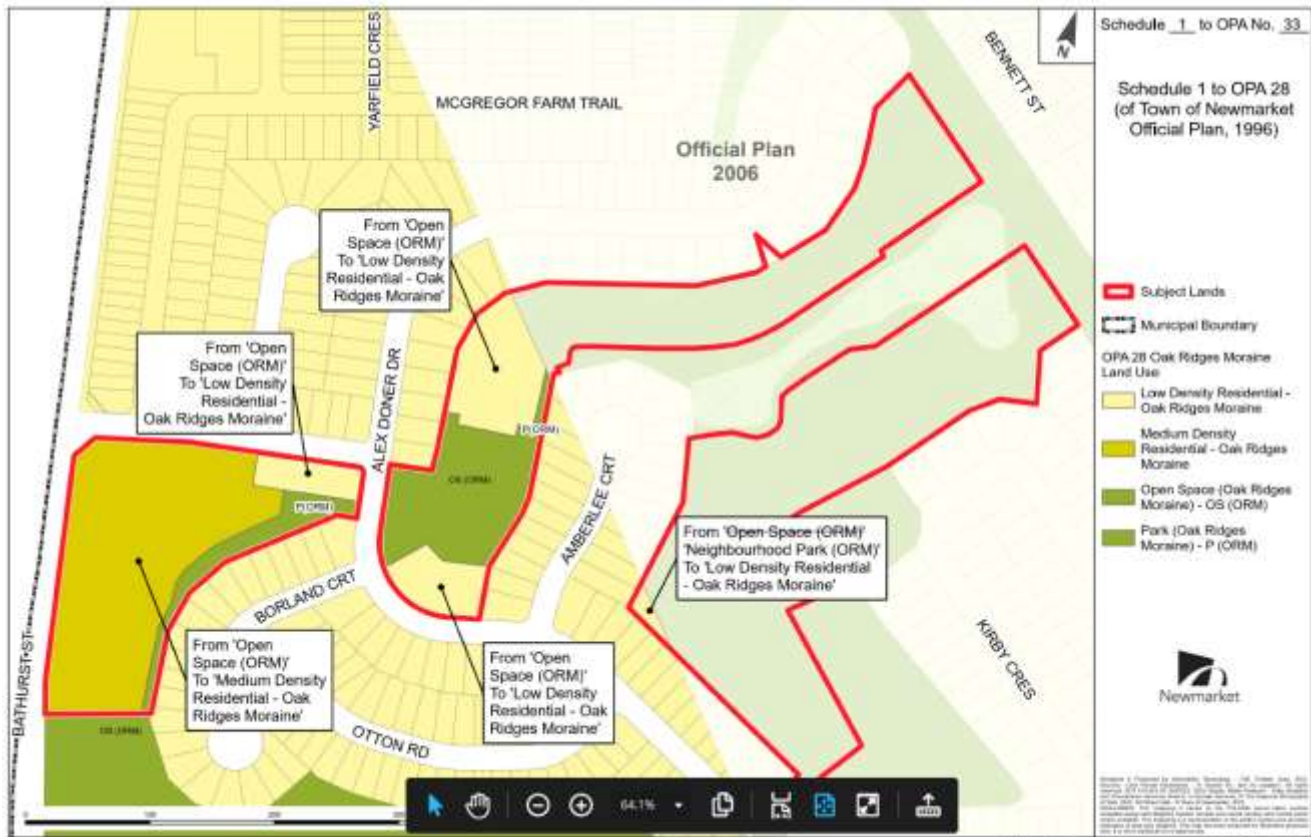 Schedule 1 to OPA No. 33
Schedule 1 to OPA 28
(of Town of Newmarket
Official Plan, 1996)
N
BENNETT ST
YARFIELD CRES
MCGREGOR FARM TRAIL
Official Plan
2006
From 'Open
Space (ORM)'
To 'Low Density
Residential - Oak
Ridges Moraine'
From 'Open
Space (ORM)'
To 'Low Density
Residential -
Oak Ridges Moraine'
ALEX DONER DR
P(ORM)
OS (ORM)
P(ORM)
AMBERLEE CRT
From 'Open Space (ORM)'
'Neighbourhood Park (ORM)'
To 'Low Density Residential
- Oak Ridges Moraine'
BORLAND CRT
From 'Open
Space (ORM)'
To 'Medium Density
Residential - Oak
Ridges Moraine'
From 'Open
Space (ORM)'
To 'Low Density
Residential - Oak
Ridges Moraine'
KIRBY CRES
BATHURST ST
OS (ORM)
OTTON RD
Subject Lands
Municipal Boundary
OPA 28 Oak Ridges Moraine
Land Use
Low Density Residential -
Oak Ridges Moraine
Medium Density
Residential - Oak Ridges
Moraine
Open Space (Oak Ridges
Moraine) - OS (ORM)
Park (Oak Ridges
Moraine) - P (ORM)
Newmarket
64.1%
0
100
200